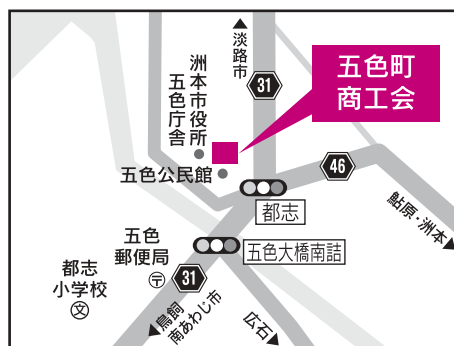 淡路市
31
五色町
商工会
洲本市役所
五色庁舎
46
五色公民館
都志
鮎原・洲本
五色
郵便局
五色大橋南詰
都志
小学校
〒
31
文
鳥飼
南あわじ市
広石